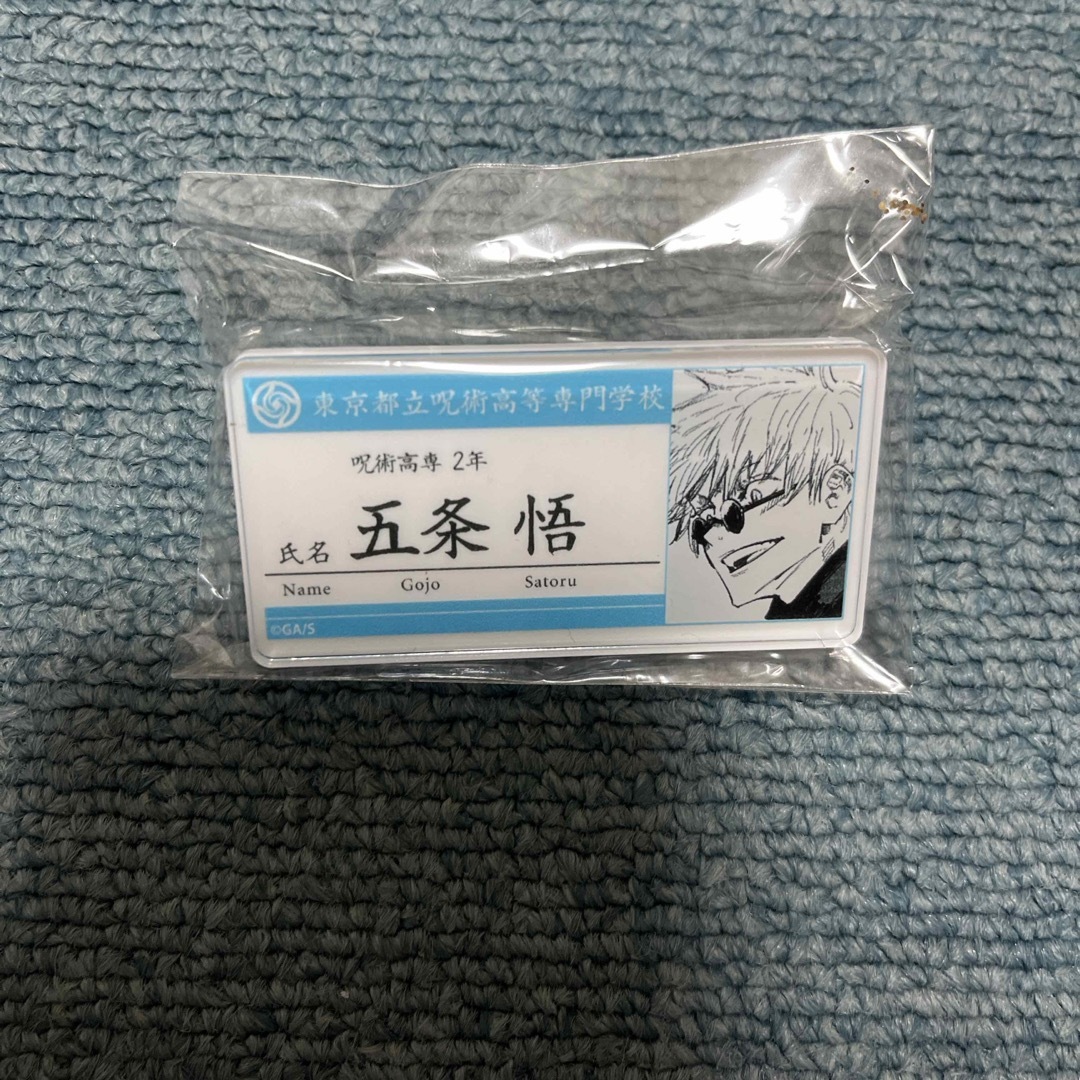 東京都立呪術高等専門学校
呪術高専 2年
氏名 五条 悟
Name Gojo Satoru
©GA/S